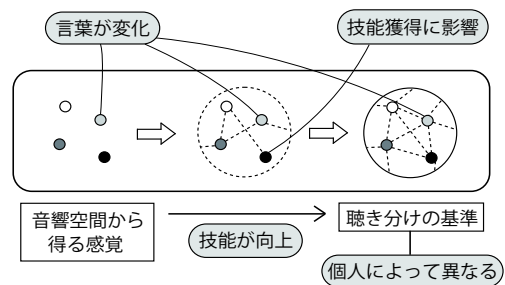 言葉が変化
技能獲得に影響
音響空間から
得る感覚
技能が向上
聴き分けの基準
個人によって異なる